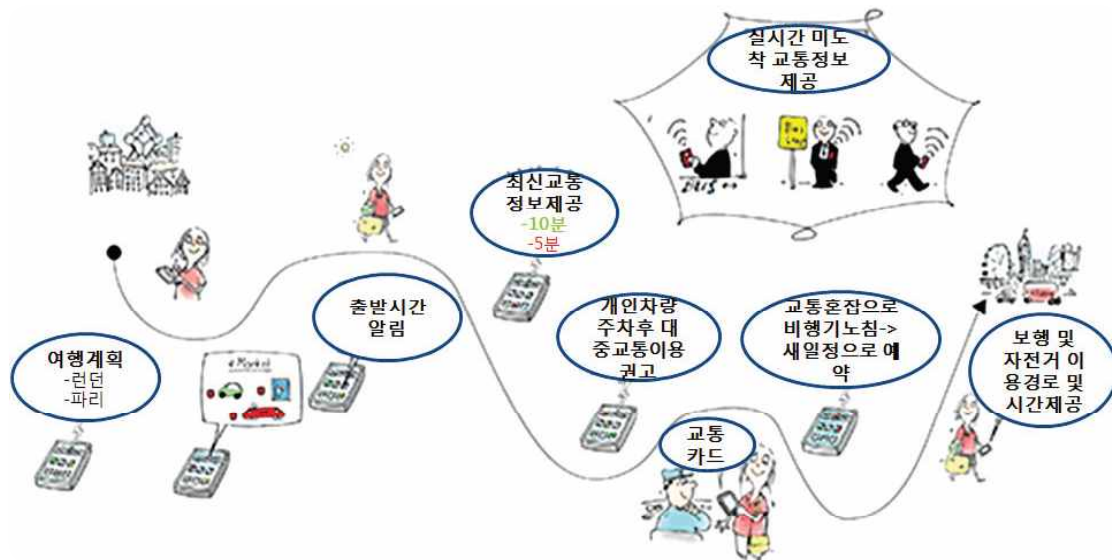 실시간 미도
착 교통정보
제공
최신교통
정보제공
-10분
-5분
출발시간
알림
개인차량
주차후 대
중교통이용
권고
교통혼잡으로
비행기노침->
새일정으로 예
약
여행계획
-런던
-파리
보행 및
자전거 이
용경로 및
시간제공
교통
카드